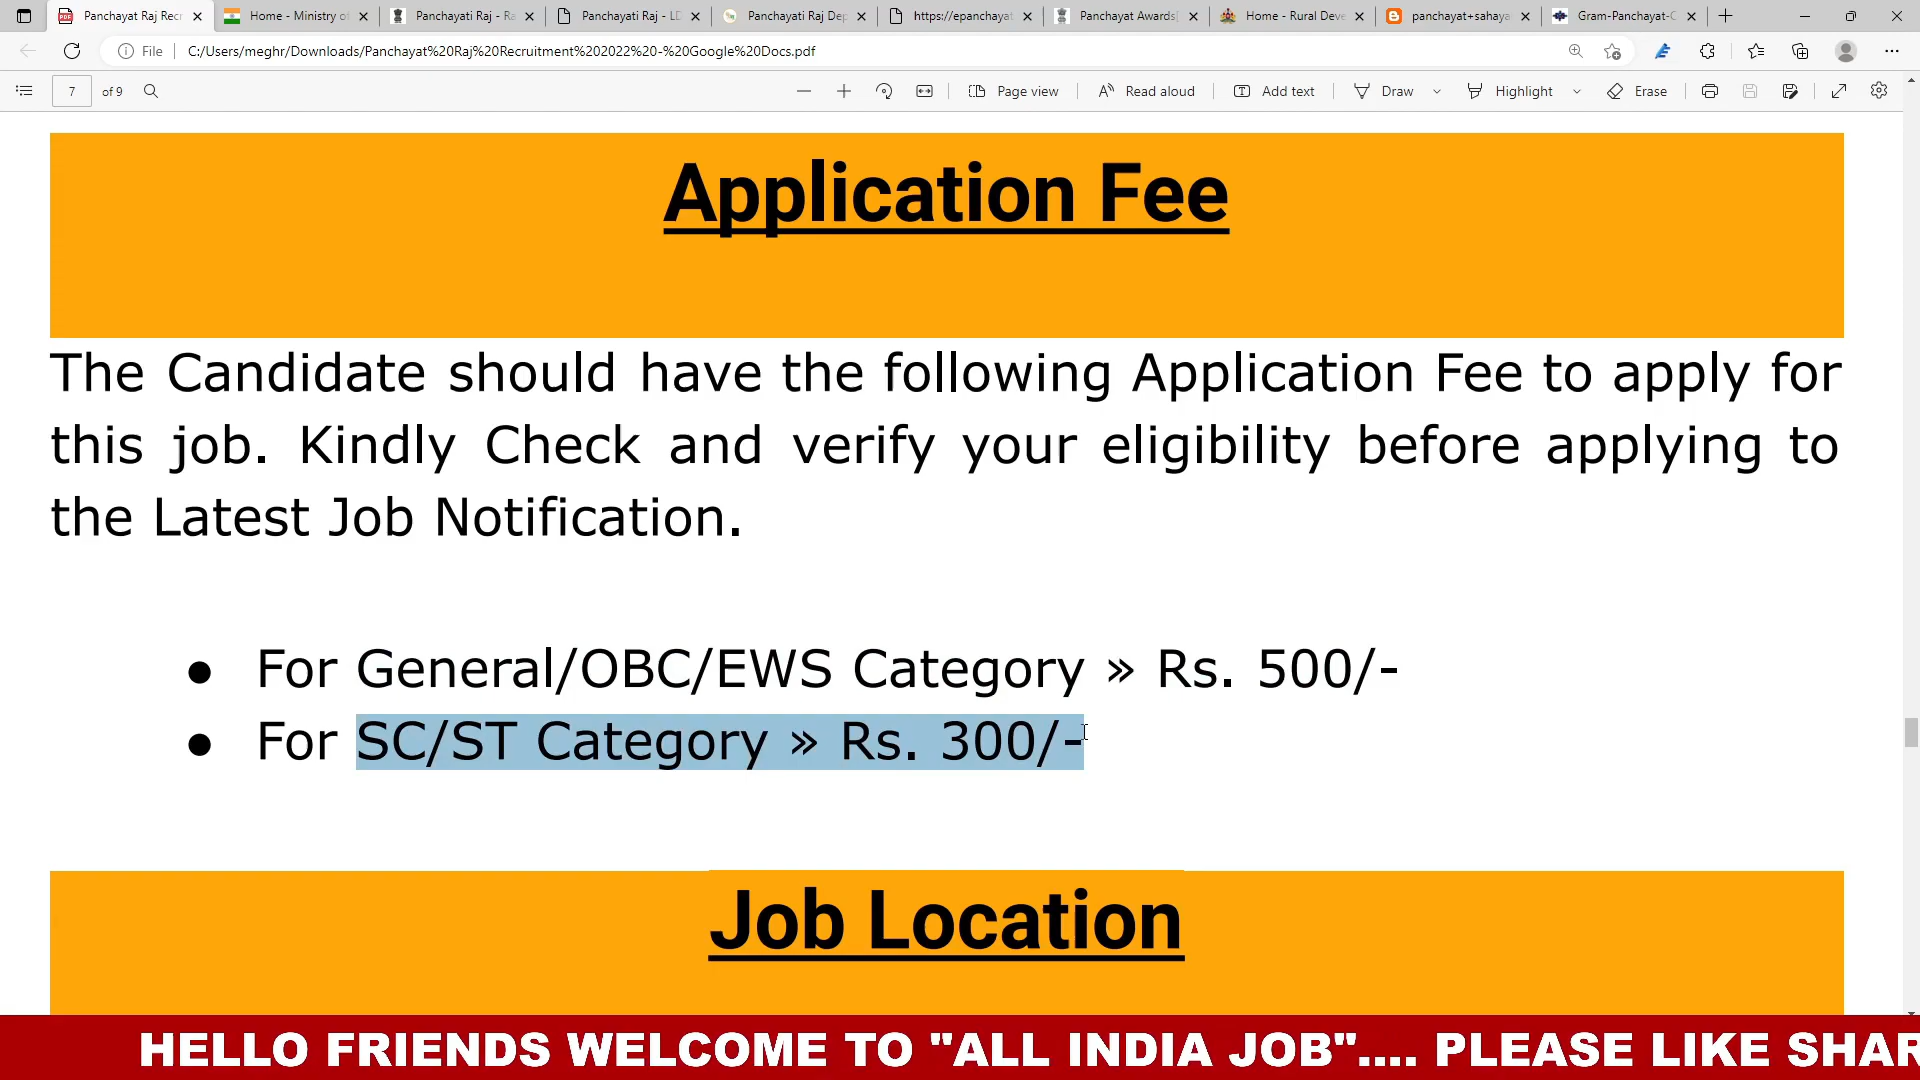 Panchayat Raj Rec
Home - Ministry of
Panchayati Raj - Ra
Panchayati Raj - LD
Panchayati Raj Dep
https://epanchayat
Panchayat Awards
Home - Rural Deve
panchayat+sahaya
Gram-Panchayat-C
File
C:/Users/meghr/Downloads/Panchayat%20Raj%20Recruitment%202022%20-%20Google%20Docs.pdf
7 of 9
Page view
Read aloud
Add text
Draw
Highlight
Erase
Application Fee
The Candidate should have the following Application Fee to apply for
this job. Kindly Check and verify your eligibility before applying to
the Latest Job Notification.
● For General/OBC/EWS Category » Rs. 500/-
● For SC/ST Category » Rs. 300/-
Job Location
HELLO FRIENDS WELCOME TO "ALL INDIA JOB".... PLEASE LIKE SHAR